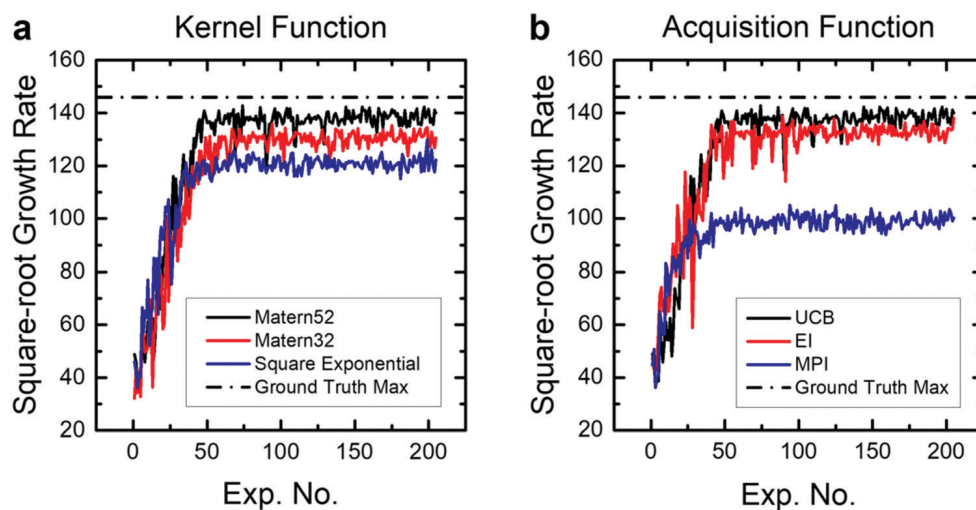 a
Kernel Function
Square-root Growth Rate
160
140
120
100
80
60
40
20
Matern52
Matern32
Square Exponential
Ground Truth Max
0
50
100
150
200
Exp. No.
b
Acquisition Function
Square-root Growth Rate
160
140
120
100
80
60
40
20
UCB
EI
MPI
Ground Truth Max
0
50
100
150
200
Exp. No.